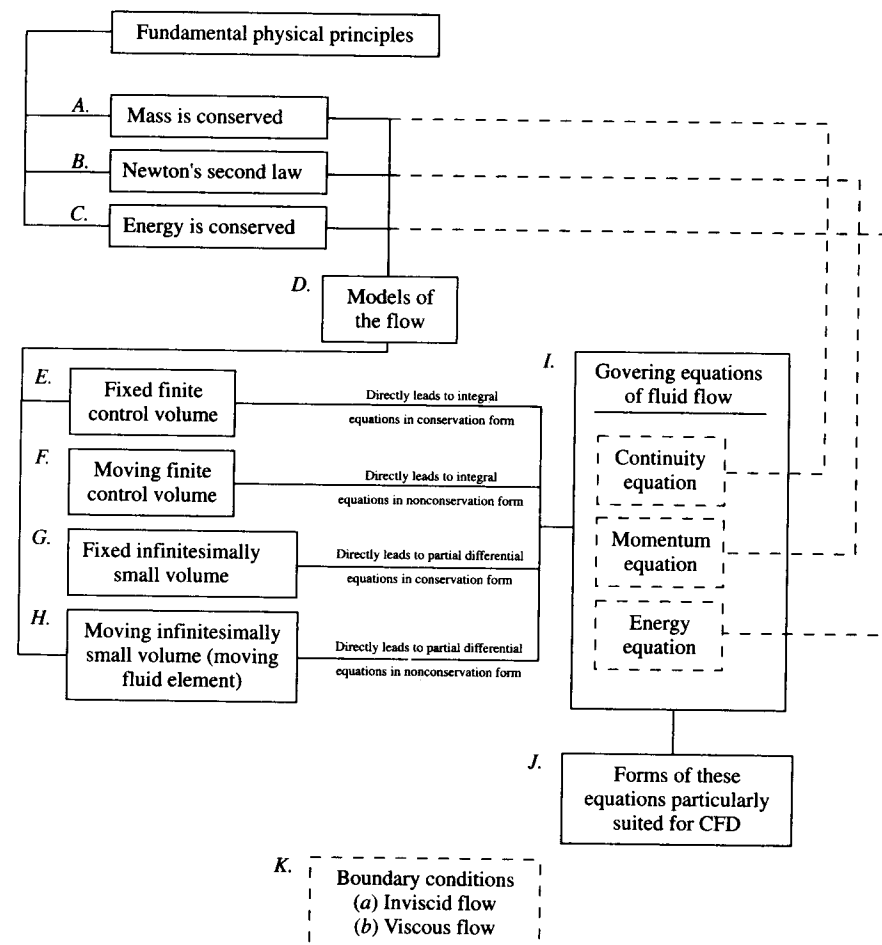 Fundamental physical principles
A.
Mass is conserved
B.
Newton's second law
C.
Energy is conserved
D.
Models of
the flow
E.
Fixed finite
control volume
Directly leads to integral
equations in conservation form
F.
Moving finite
control volume
Directly leads to integral
equations in nonconservation form
G.
Fixed infinitesimally
small volume
Directly leads to partial differential
equations in conservation form
H.
Moving infinitesimally
small volume (moving
fluid element)
Directly leads to partial differential
equations in nonconservation form
I.
Govering equations
of fluid flow
Continuity
equation
Momentum
equation
Energy
equation
J.
Forms of these
equations particularly
suited for CFD
K.
Boundary conditions
(a) Inviscid flow
(b) Viscous flow